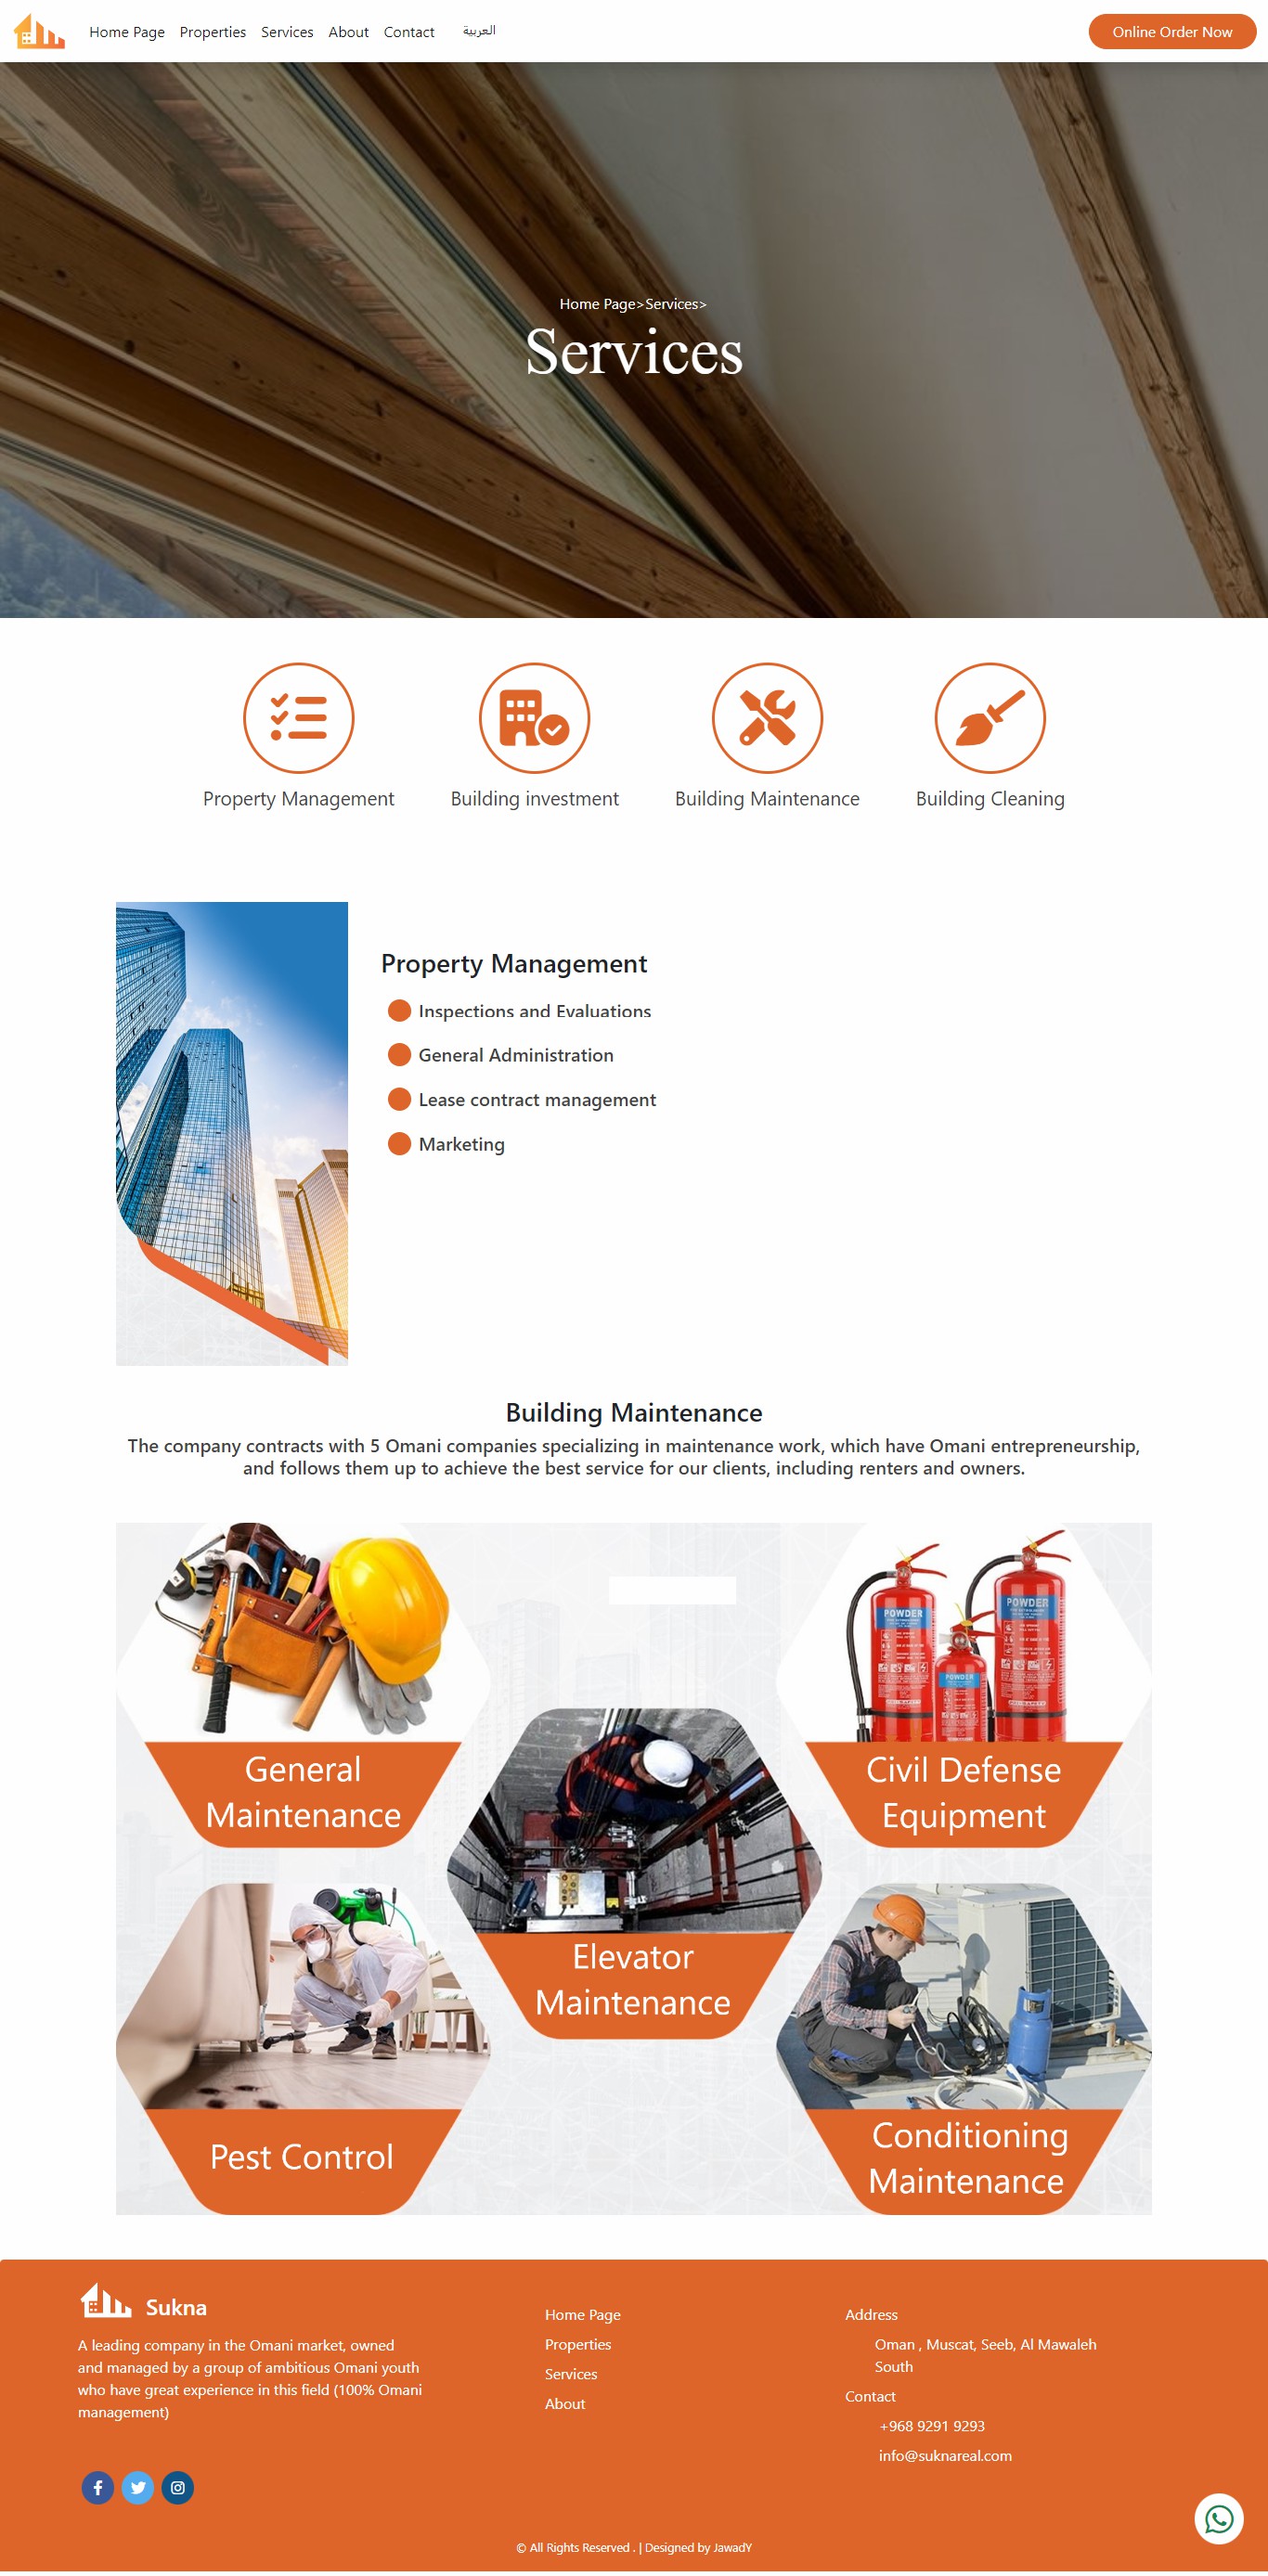 Home Page Properties Services About Contact العربية Online Order Now
Home Page>Services>
Services
Property Management Building investment Building Maintenance Building Cleaning
Property Management
Inspections and Evaluations
General Administration
Lease contract management
Marketing
Building Maintenance
The company contracts with 5 Omani companies specializing in maintenance work, which have Omani entrepreneurship,
and follows them up to achieve the best service for our clients, including renters and owners.
POWDER
POWDER
POWDER
General
Maintenance
Civil Defense
Equipment
Elevator
Maintenance
Pest Control
Conditioning
Maintenance
Sukna
A leading company in the Omani market, owned
and managed by a group of ambitious Omani youth
who have great experience in this field (100% Omani
management)
Home Page
Properties
Services
About
Address
Oman , Muscat, Seeb, Al Mawaleh
South
Contact
+968 9291 9293
info@suknareal.com
© All Rights Reserved . | Designed by JawadY